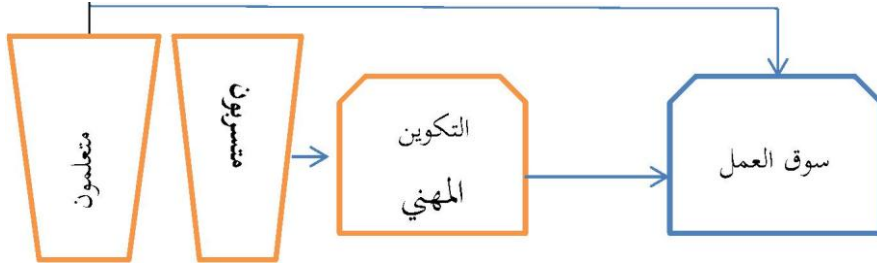 متعلمون
متسربون
التكوين
المهني
سوق العمل